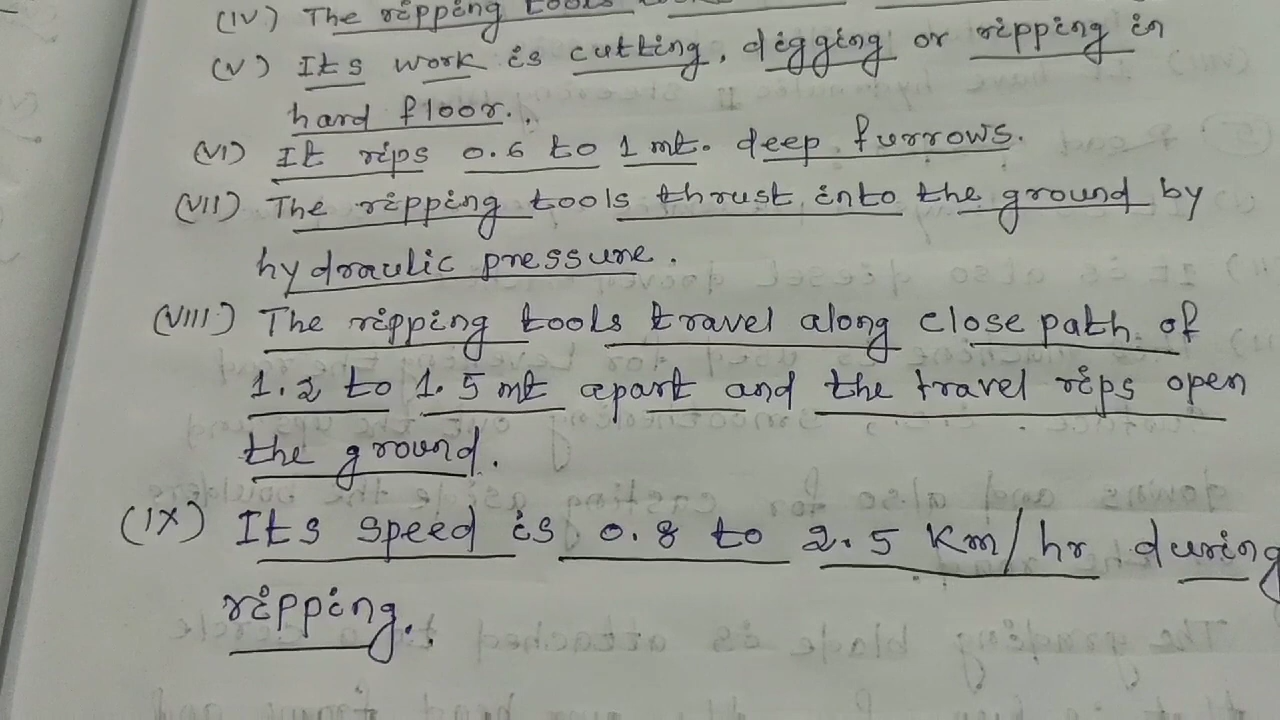 (IV) The ripping tools
(V) Its work is cutting, digging or ripping in
hard floor.
(VI) It rips 0.6 to 1 mt. deep furrows.
(VII) The ripping tools thrust into the ground by
hydraulic pressure.
(VIII) The ripping tools travel along close path of
1.2 to 1.5 mt apart and the travel rips open
the ground.
(IX) Its speed is 0.8 to 2.5 Km/hr during
ripping.